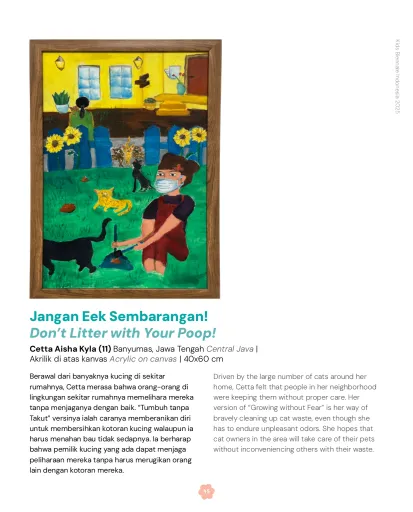 Kids Biennale Indonesia 2025
Jangan Eek Sembarangan!
Don't Litter with Your Poop!
Cetta Aisha Kyla (11) Banyumas, Jawa Tengah Central Java |
Akrilik di atas kanvas Acrylic on canvas | 40x60 cm
Berawal dari banyaknya kucing di sekitar
rumahnya, Cetta merasa bahwa orang-orang di
lingkungan sekitar rumahnya memelihara mereka
tanpa menjaganya dengan baik. “Tumbuh tanpa
Takut” versinya ialah caranya memberanikan diri
untuk membersihkan kotoran kucing walaupun ia
harus menahan bau tidak sedapnya. Ia berharap
bahwa pemilik kucing yang ada dapat menjaga
peliharaan mereka tanpa harus merugikan orang
lain dengan kotoran mereka.
Driven by the large number of cats around her
home, Cetta felt that people in her neighborhood
were keeping them without proper care. Her
version of “Growing without Fear” is her way of
bravely cleaning up cat waste, even though she
has to endure unpleasant odors. She hopes that
cat owners in the area will take care of their pets
without inconveniencing others with their waste.